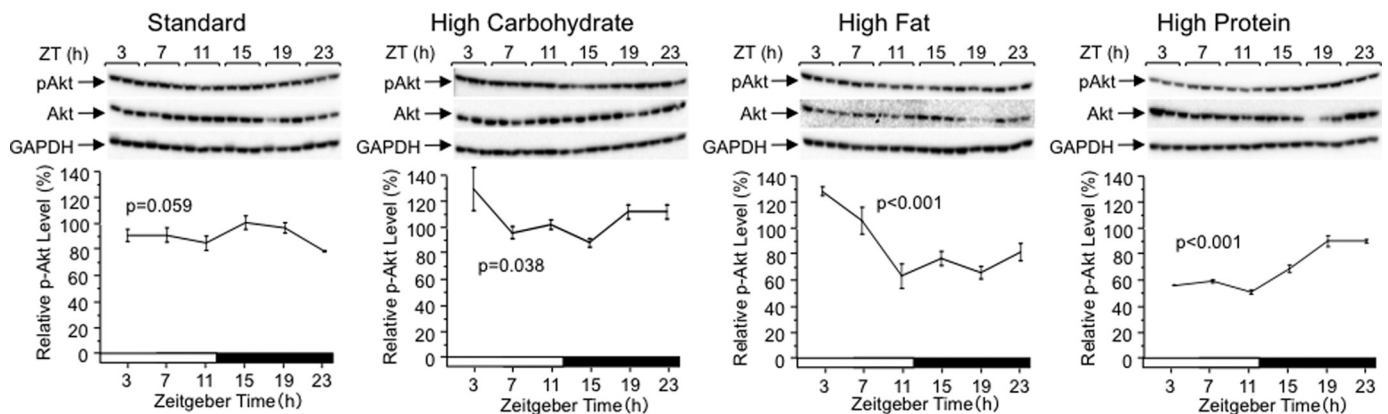 Standard
ZT (h) 3 7 11 15 19 23
pAkt
Akt
GAPDH
Relative p-Akt Level (%)
140
120
100
80
60
40
20
0
p=0.059
3 7 11 15 19 23
Zeitgeber Time(h)
High Carbohydrate
ZT (h) 3 7 11 15 19 23
pAkt
Akt
GAPDH
Relative p-Akt Level (%)
140
120
100
80
60
40
20
0
p=0.038
3 7 11 15 19 23
Zeitgeber Time(h)
High Fat
ZT (h) 3 7 11 15 19 23
pAkt
Akt
GAPDH
Relative p-Akt Level (%)
140
120
100
80
60
40
20
0
p<0.001
3 7 11 15 19 23
Zeitgeber Time(h)
High Protein
ZT (h) 3 7 11 15 19 23
pAkt
Akt
GAPDH
Relative p-Akt Level (%)
140
120
100
80
60
40
20
0
p<0.001
3 7 11 15 19 23
Zeitgeber Time(h)